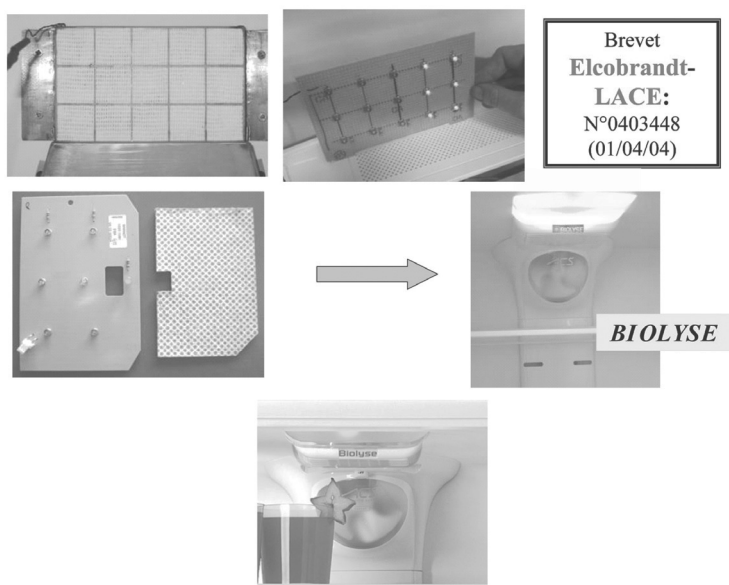 Brevet
Elcobrandt-
LACE:
N°0403448
(01/04/04)
BIOLYSE
BIOLYSE
Biolyse